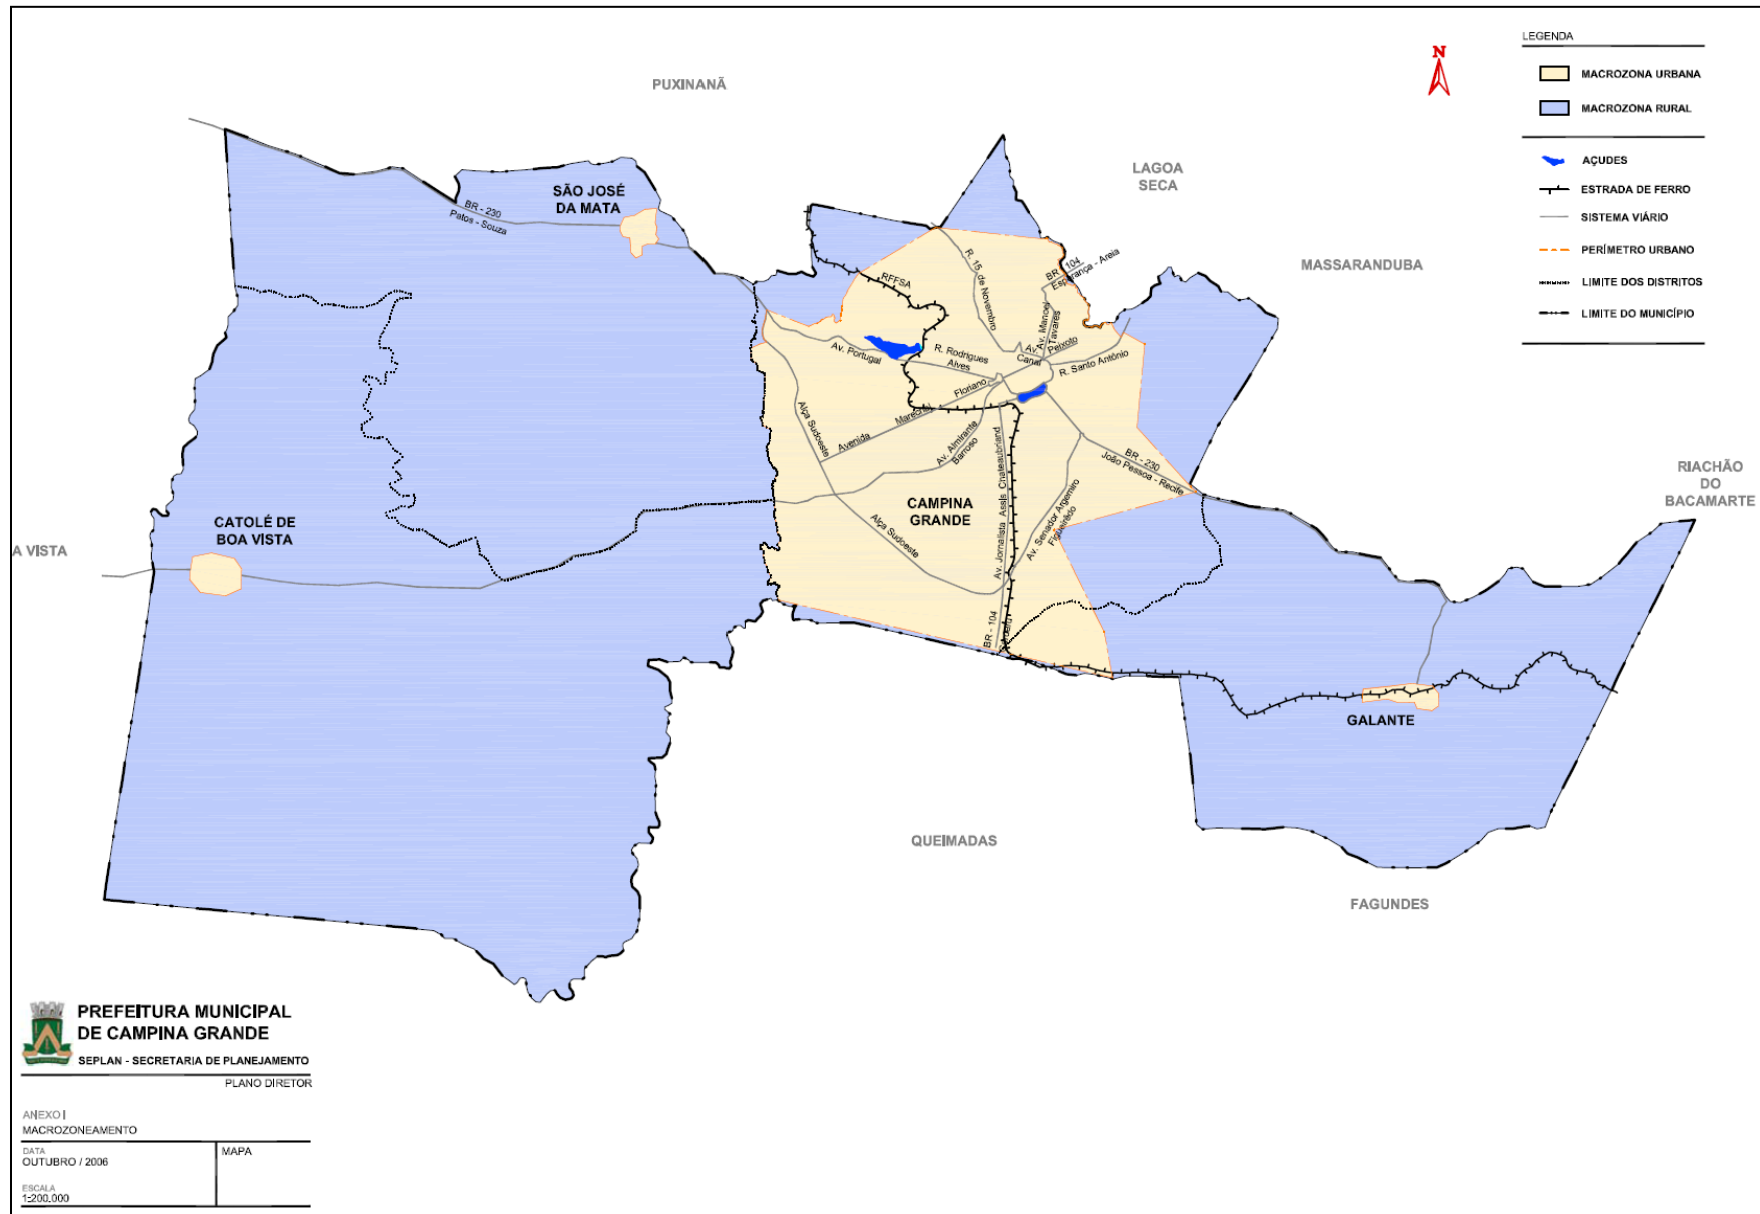 PUXINANÃ
LAGOA
SECA
MASSARANDUBA
RIACHÃO
DO
BACAMARTE
A VISTA
QUEIMADAS
FAGUNDES
N
LEGENDA
MACROZONA URBANA
MACROZONA RURAL
AÇUDES
ESTRADA DE FERRO
SISTEMA VIÁRIO
PERÍMETRO URBANO
LIMITE DOS DISTRITOS
LIMITE DO MUNICÍPIO
SÃO JOSÉ
DA MATA
BR - 230
Patos - Souza
CATOLÉ DE
BOA VISTA
CAMPINA
GRANDE
GALANTE
RFFSA
R. 15 de Novembro
BR - 104
Esperança - Areia
Av. Manoel
Tavares
Av.
Canal
Peixoto
R. Santo Antônio
Av. Portugal
R. Rodrigues
Alves
Avenida
Marechal
Floriano
Av. Almirante
Barroso
Alça Sudoeste
Alça Sudoeste
Av. Jornalista Assis Chateaubriand
Av. Senador Argemiro
Figueirêdo
BR - 230
João Pessoa - Recife
BR - 104
PREFEITURA MUNICIPAL
DE CAMPINA GRANDE
SEPLAN - SECRETARIA DE PLANEJAMENTO
PLANO DIRETOR
ANEXO I
MACROZONEAMENTO
DATA
OUTUBRO / 2006
MAPA
ESCALA
1:200.000